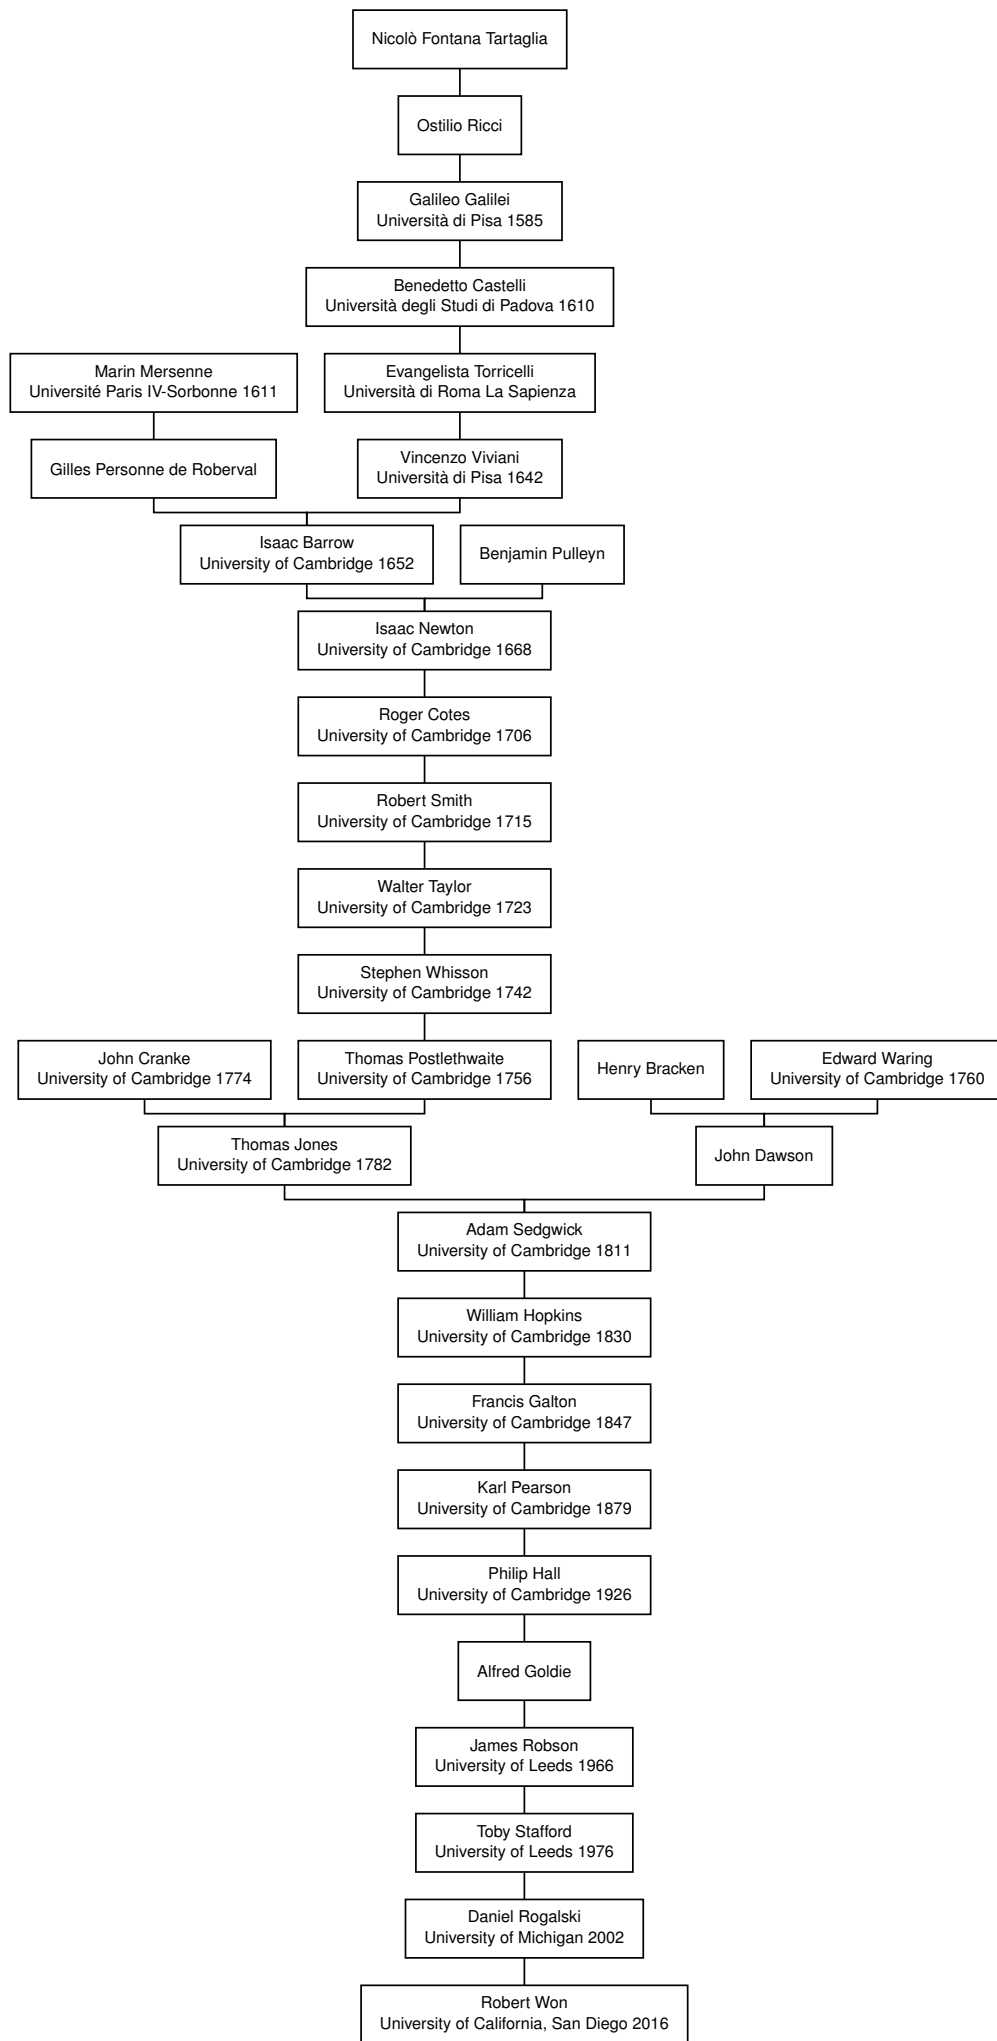 Nicolò Fontana Tartaglia
Ostilio Ricci
Galileo Galilei
Università di Pisa 1585
Benedetto Castelli
Università degli Studi di Padova 1610
Marin Mersenne
Université Paris IV-Sorbonne 1611
Evangelista Torricelli
Università di Roma La Sapienza
Gilles Personne de Roberval
Vincenzo Viviani
Università di Pisa 1642
Isaac Barrow
University of Cambridge 1652
Benjamin Pulleyn
Isaac Newton
University of Cambridge 1668
Roger Cotes
University of Cambridge 1706
Robert Smith
University of Cambridge 1715
Walter Taylor
University of Cambridge 1723
Stephen Whisson
University of Cambridge 1742
John Cranke
University of Cambridge 1774
Thomas Postlethwaite
University of Cambridge 1756
Henry Bracken
Edward Waring
University of Cambridge 1760
Thomas Jones
University of Cambridge 1782
John Dawson
Adam Sedgwick
University of Cambridge 1811
William Hopkins
University of Cambridge 1830
Francis Galton
University of Cambridge 1847
Karl Pearson
University of Cambridge 1879
Philip Hall
University of Cambridge 1926
Alfred Goldie
James Robson
University of Leeds 1966
Toby Stafford
University of Leeds 1976
Daniel Rogalski
University of Michigan 2002
Robert Won
University of California, San Diego 2016